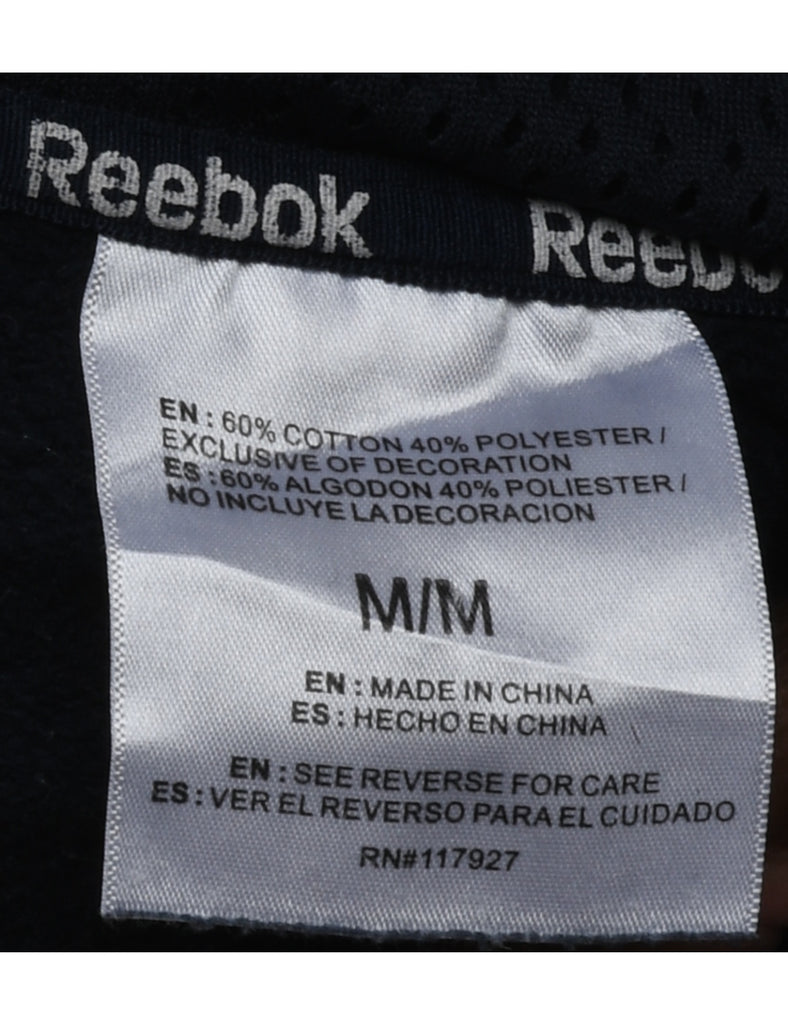 Reebok Reebo
EN : 60% COTTON 40% POLYESTER /
EXCLUSIVE OF DECORATION
ES : 60% ALGODON 40% POLIESTER /
NO INCLUYE LA DECORACION
M/M
EN : MADE IN CHINA
ES : HECHO EN CHINA
EN : SEE REVERSE FOR CARE
ES : VER EL REVERSO PARA EL CUIDADO
RN#117927